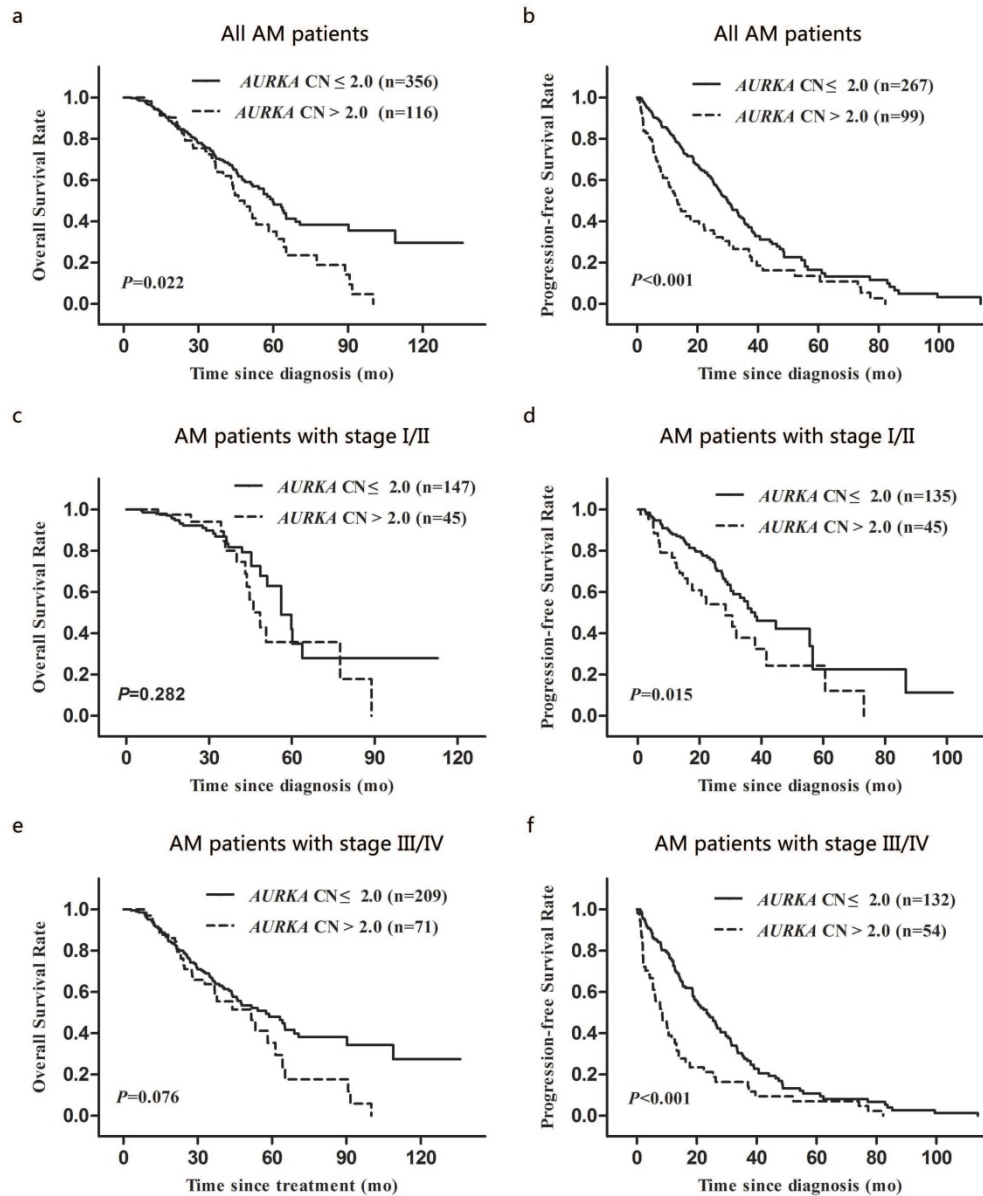 a
All AM patients
AURKA CN ≤ 2.0 (n=356)
AURKA CN > 2.0 (n=116)
Overall Survival Rate
1.0
0.8
0.6
0.4
0.2
0.0
P=0.022
0 30 60 90 120
Time since diagnosis (mo)
b
All AM patients
AURKA CN ≤ 2.0 (n=267)
AURKA CN > 2.0 (n=99)
Progression-free Survival Rate
1.0
0.8
0.6
0.4
0.2
0.0
P<0.001
0 20 40 60 80 100
Time since diagnosis (mo)
c
AM patients with stage I/II
AURKA CN ≤ 2.0 (n=147)
AURKA CN > 2.0 (n=45)
Overall Survival Rate
1.0
0.8
0.6
0.4
0.2
0.0
P=0.282
0 30 60 90 120
Time since diagnosis (mo)
d
AM patients with stage I/II
AURKA CN ≤ 2.0 (n=135)
AURKA CN > 2.0 (n=45)
Progression-free Survival Rate
1.0
0.8
0.6
0.4
0.2
0.0
P=0.015
0 20 40 60 80 100
Time since diagnosis (mo)
e
AM patients with stage III/IV
AURKA CN ≤ 2.0 (n=209)
AURKA CN > 2.0 (n=71)
Overall Survival Rate
1.0
0.8
0.6
0.4
0.2
0.0
P=0.076
0 30 60 90 120
Time since treatment (mo)
f
AM patients with stage III/IV
AURKA CN ≤ 2.0 (n=132)
AURKA CN > 2.0 (n=54)
Progression-free Survival Rate
1.0
0.8
0.6
0.4
0.2
0.0
P<0.001
0 20 40 60 80 100
Time since diagnosis (mo)